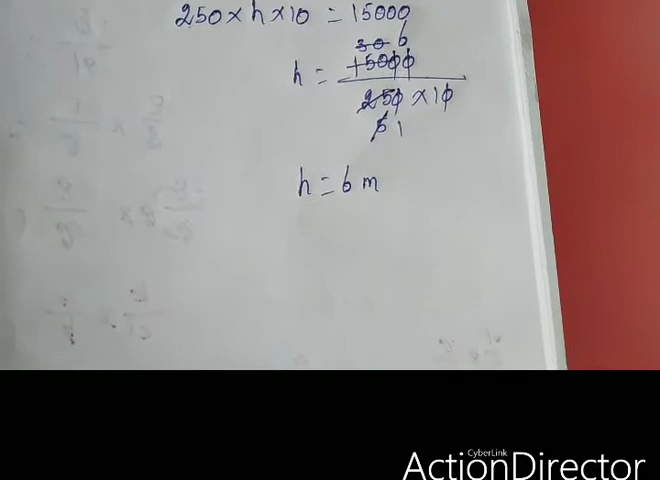 250 × h × 10 = 15000
30 6
h = 15000
250 × 10
5 1
h = 6 m
CyberLink
ActionDirector